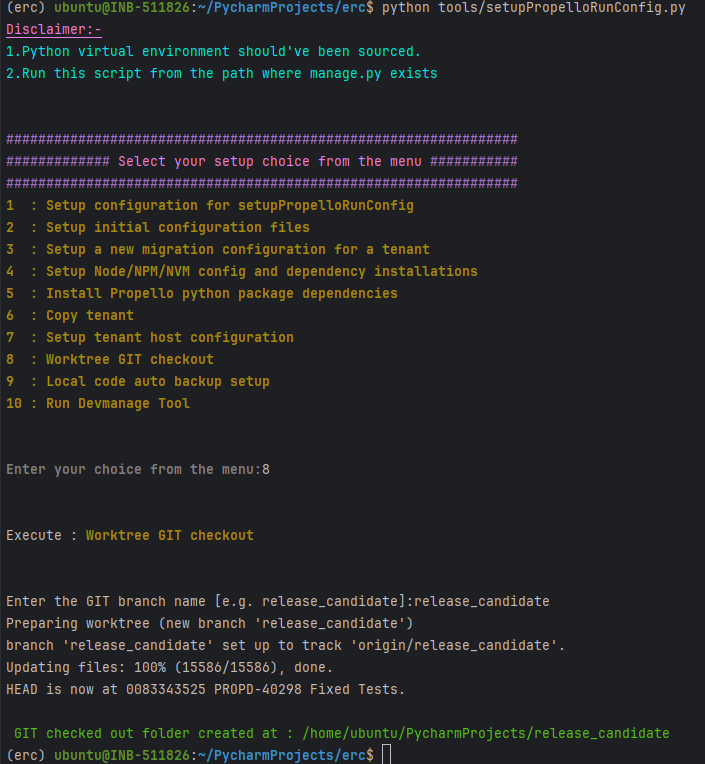 (erc) ubuntu@INB-511826:~/PycharmProjects/erc$ python tools/setupPropelloRunConfig.py
Disclaimer:-
1.Python virtual environment should've been sourced.
2.Run this script from the path where manage.py exists
################################################################
############# Select your setup choice from the menu ###########
################################################################
1  : Setup configuration for setupPropelloRunConfig
2  : Setup initial configuration files
3  : Setup a new migration configuration for a tenant
4  : Setup Node/NPM/NVM config and dependency installations
5  : Install Propello python package dependencies
6  : Copy tenant
7  : Setup tenant host configuration
8  : Worktree GIT checkout
9  : Local code auto backup setup
10 : Run Devmanage Tool
Enter your choice from the menu:8
Execute : Worktree GIT checkout
Enter the GIT branch name [e.g. release_candidate]:release_candidate
Preparing worktree (new branch 'release_candidate')
branch 'release_candidate' set up to track 'origin/release_candidate'.
Updating files: 100% (15586/15586), done.
HEAD is now at 0083343525 PROPD-40298 Fixed Tests.
 GIT checked out folder created at : /home/ubuntu/PycharmProjects/release_candidate
(erc) ubuntu@INB-511826:~/PycharmProjects/erc$